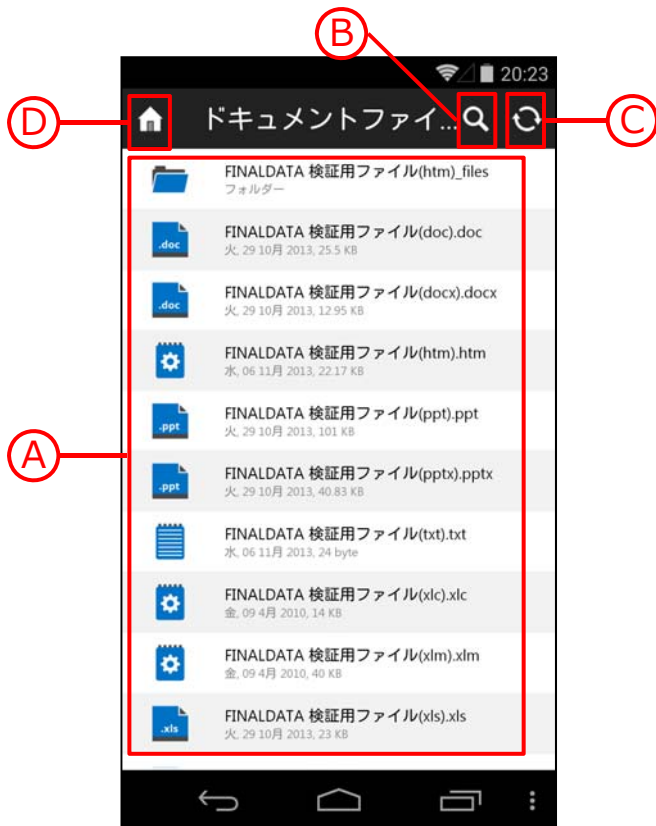 B
20:23
D
ドキュメントファイ...
C
FINALDATA 検証用ファイル(htm)_files
フォルダー
.doc
FINALDATA 検証用ファイル(doc).doc
火, 29 10月 2013, 25.5 KB
.doc
FINALDATA 検証用ファイル(docx).docx
火, 29 10月 2013, 12.95 KB
FINALDATA 検証用ファイル(htm).htm
水, 06 11月 2013, 22.17 KB
.ppt
FINALDATA 検証用ファイル(ppt).ppt
火, 29 10月 2013, 101 KB
A
.ppt
FINALDATA 検証用ファイル(pptx).pptx
火, 29 10月 2013, 40.83 KB
FINALDATA 検証用ファイル(txt).txt
水, 06 11月 2013, 24 byte
FINALDATA 検証用ファイル(xlc).xlc
金, 09 4月 2010, 14 KB
FINALDATA 検証用ファイル(xlm).xlm
金, 09 4月 2010, 40 KB
.xls
FINALDATA 検証用ファイル(xls).xls
火, 29 10月 2013, 23 KB